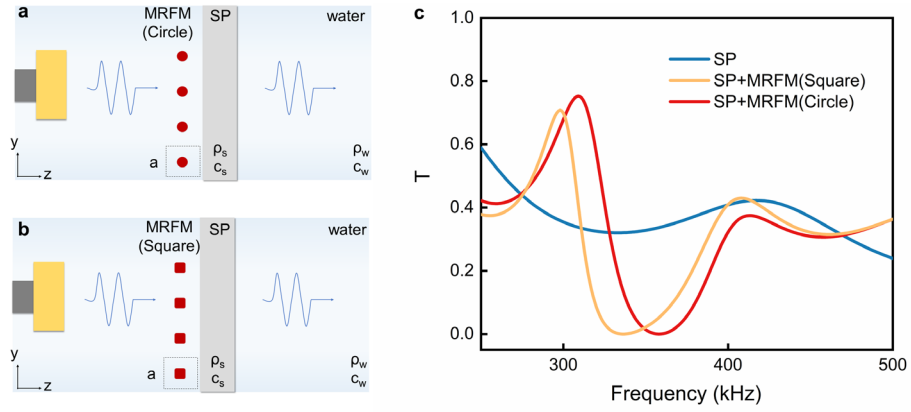 a
MRFM
(Circle)
SP
water
y
z
a
ρs
cs
ρw
cw
b
MRFM
(Square)
SP
water
y
z
a
ρs
cs
ρw
cw
c
1.0
0.8
0.6
0.4
0.2
0.0
T
SP
SP+MRFM(Square)
SP+MRFM(Circle)
300
400
500
Frequency (kHz)